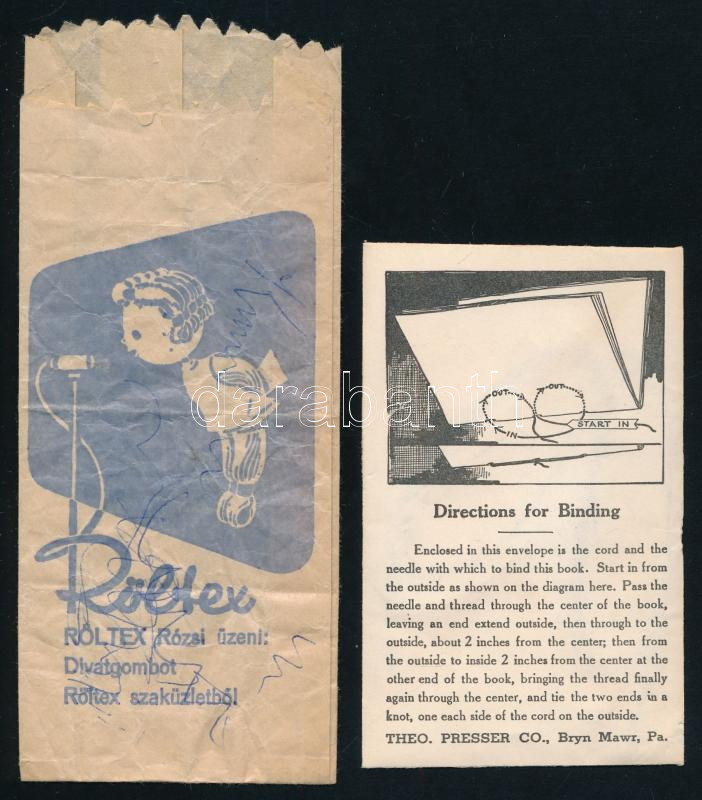 Röltex
RÖLTEX Rózsi üzeni:
Divatgombot
Röltex szaküzletből
darabanth
OUT
OUT
IN
START IN
Directions for Binding
Enclosed in this envelope is the cord and the
needle with which to bind this book. Start in from
the outside as shown on the diagram here. Pass the
needle and thread through the center of the book,
leaving an end extend outside, then through to the
outside, about 2 inches from the center; then from
the outside to inside 2 inches from the center at the
other end of the book, bringing the thread finally
again through the center, and tie the two ends in a
knot, one each side of the cord on the outside.
THEO. PRESSER CO., Bryn Mawr, Pa.